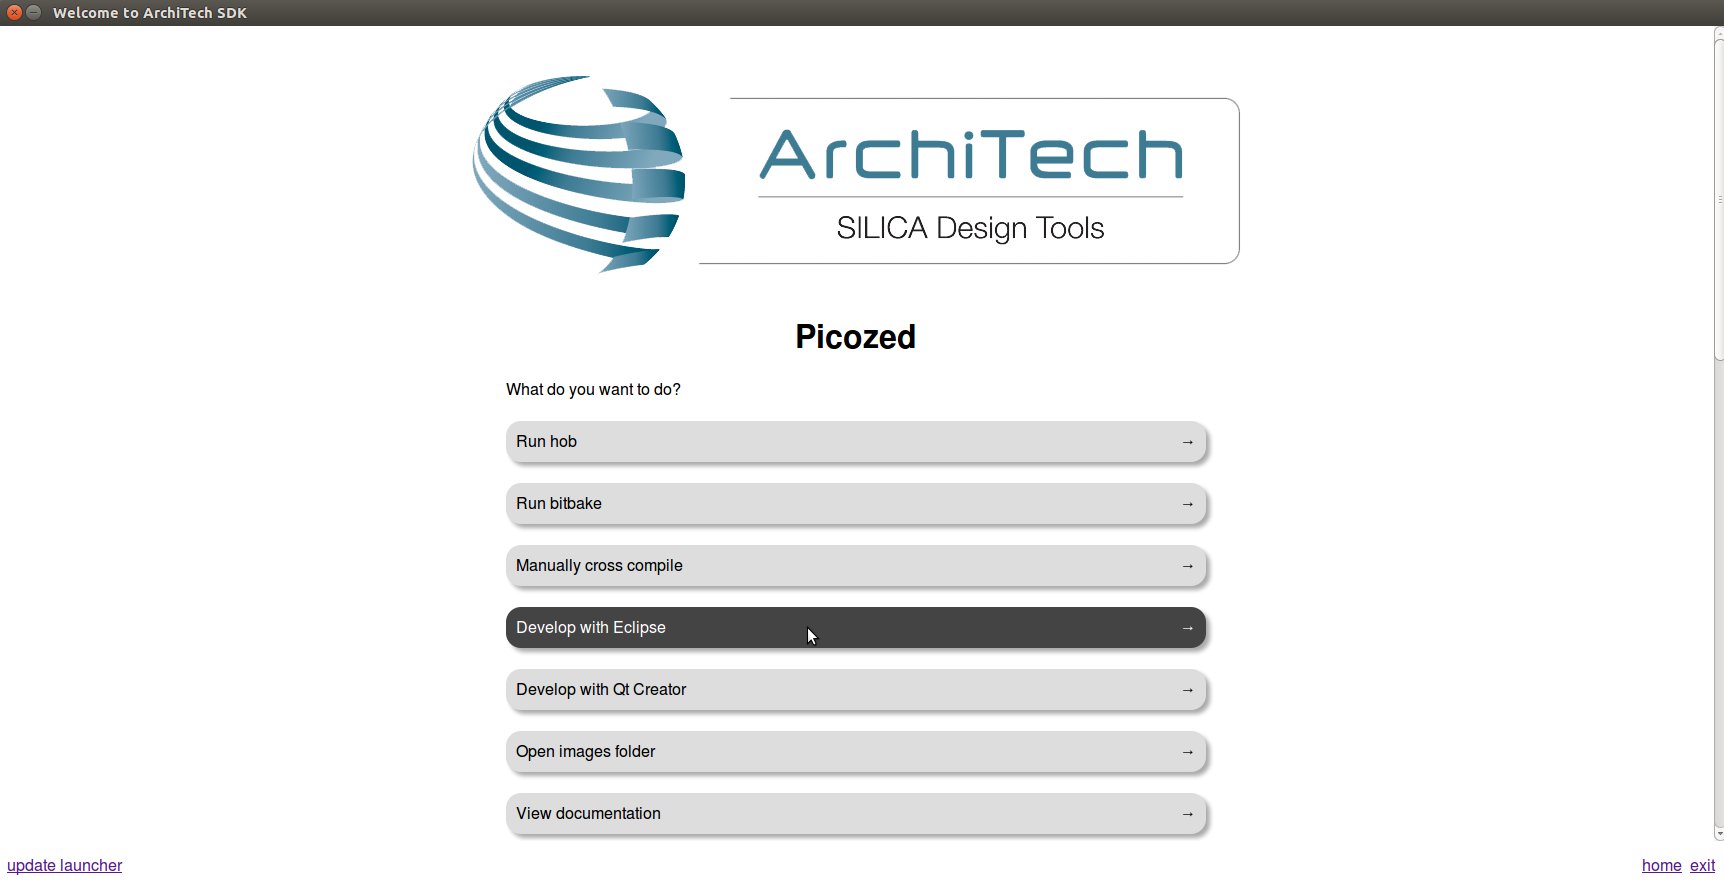 Welcome to ArchiTech SDK
ArchiTech
SILICA Design Tools
Picozed
What do you want to do?
Run hob →
Run bitbake →
Manually cross compile →
Develop with Eclipse →
Develop with Qt Creator →
Open images folder →
View documentation →
update launcher home exit